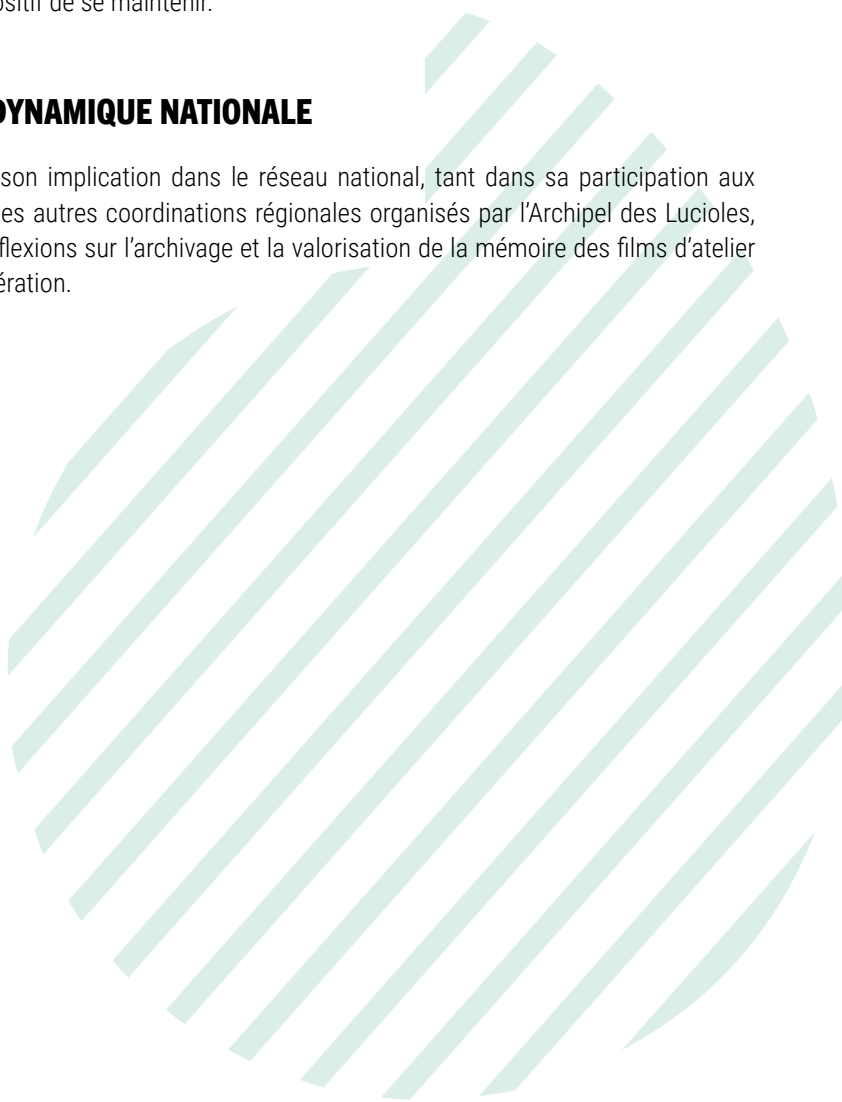 de se maintenir.
DYNAMIQUE NATIONALE
son implication dans le réseau national, tant dans sa participation aux
es autres coordinations régionales organisés par l'Archipel des Lucioles,
flexions sur l'archivage et la valorisation de la mémoire des films d'atelier
ération.